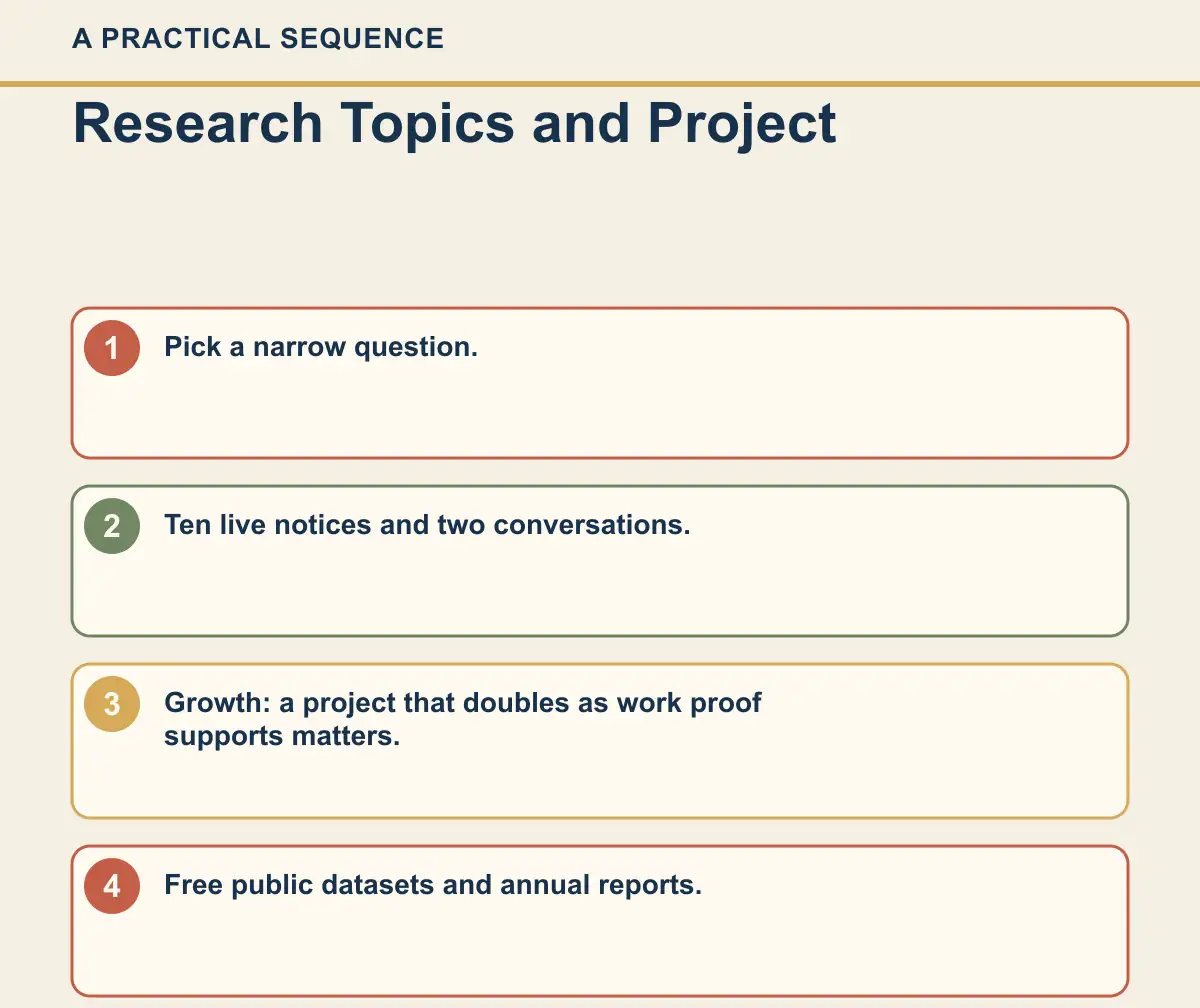 A PRACTICAL SEQUENCE
Research Topics and Project
1
Pick a narrow question.
2
Ten live notices and two conversations.
3
Growth: a project that doubles as work proof
supports matters.
4
Free public datasets and annual reports.